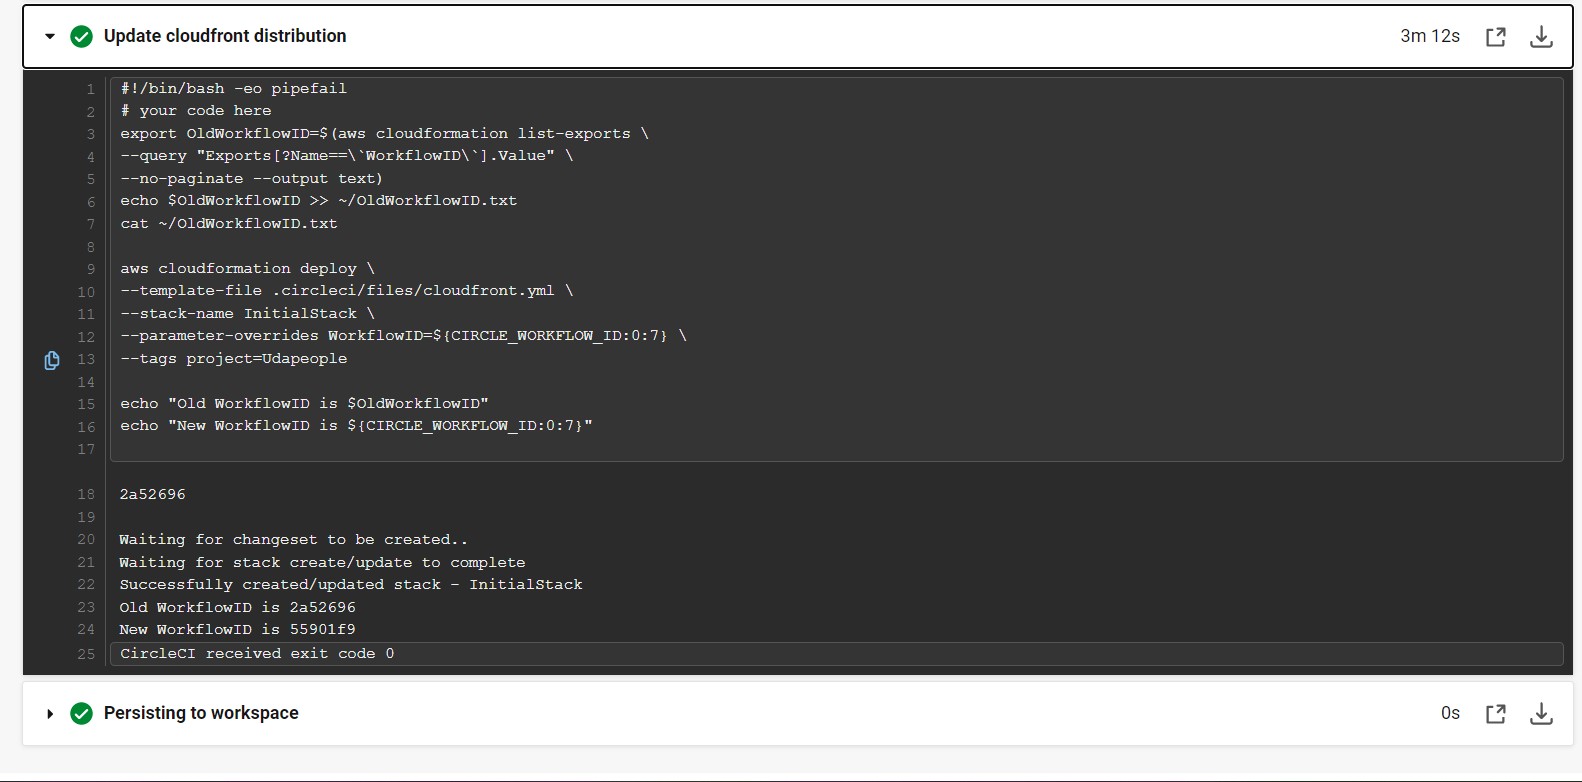 Update cloudfront distribution 3m 12s
1 #!/bin/bash -eo pipefail
2 # your code here
3 export OldWorkflowID=$(aws cloudformation list-exports \
4 --query "Exports[?Name==\`WorkflowID\`].Value" \
5 --no-paginate --output text)
6 echo $OldWorkflowID >> ~/OldWorkflowID.txt
7 cat ~/OldWorkflowID.txt
8
9 aws cloudformation deploy \
10 --template-file .circleci/files/cloudfront.yml \
11 --stack-name InitialStack \
12 --parameter-overrides WorkflowID=${CIRCLE_WORKFLOW_ID:0:7} \
13 --tags project=Udapeople
14
15 echo "Old WorkflowID is $OldWorkflowID"
16 echo "New WorkflowID is ${CIRCLE_WORKFLOW_ID:0:7}"
17
18 2a52696
19
20 Waiting for changeset to be created..
21 Waiting for stack create/update to complete
22 Successfully created/updated stack - InitialStack
23 Old WorkflowID is 2a52696
24 New WorkflowID is 55901f9
25 CircleCI received exit code 0
Persisting to workspace 0s